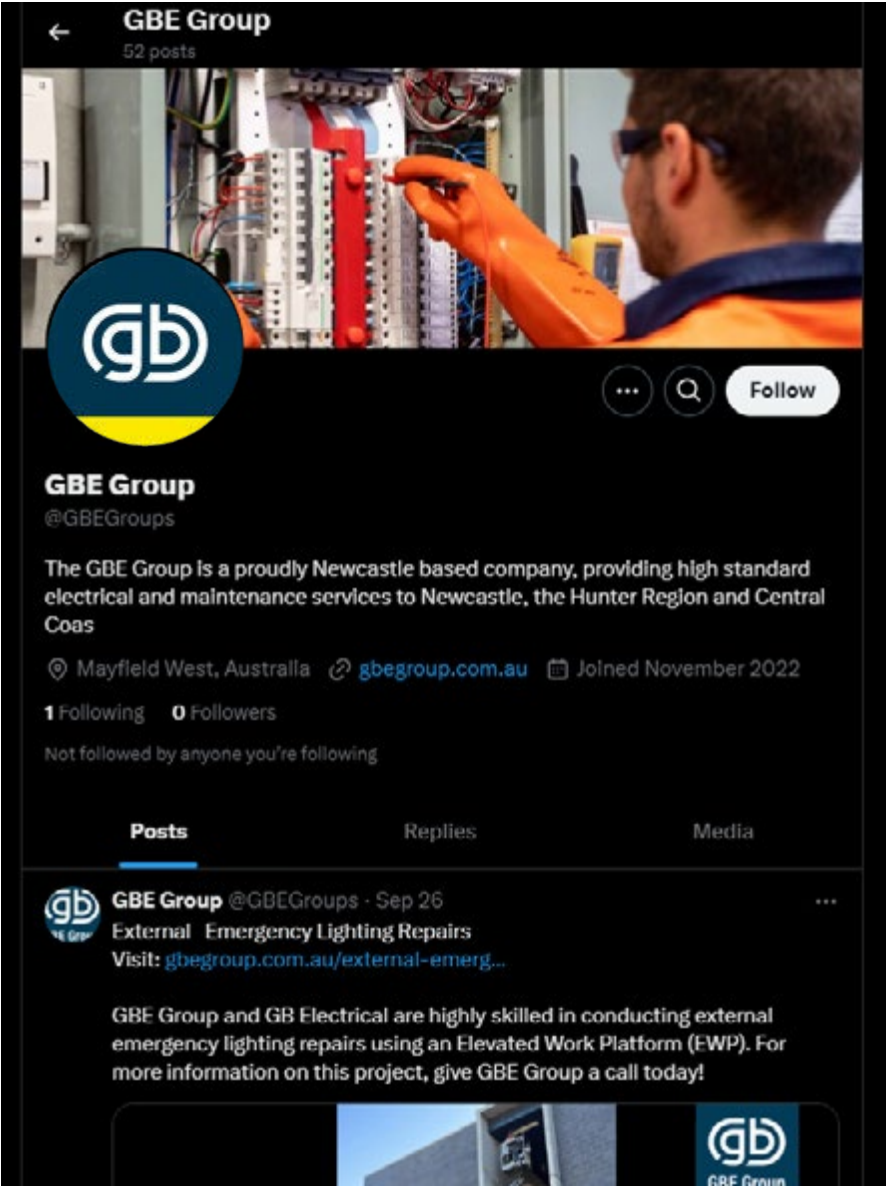 GBE Group
52 posts
gb
Follow
GBE Group
@GBEGroups
The GBE Group is a proudly Newcastle based company, providing high standard
electrical and maintenance services to Newcastle, the Hunter Region and Central
Coas
Mayfield West, Australia gbegroup.com.au Joined November 2022
1 Following 0 Followers
Not followed by anyone you're following
Posts Replies Media
gb
GBE Group @GBEGroups · Sep 26
External Emergency Lighting Repairs
Visit: gbegroup.com.au/external-emerg...
GBE Group and GB Electrical are highly skilled in conducting external
emergency lighting repairs using an Elevated Work Platform (EWP). For
more information on this project, give GBE Group a call today!
gb
GBE Group